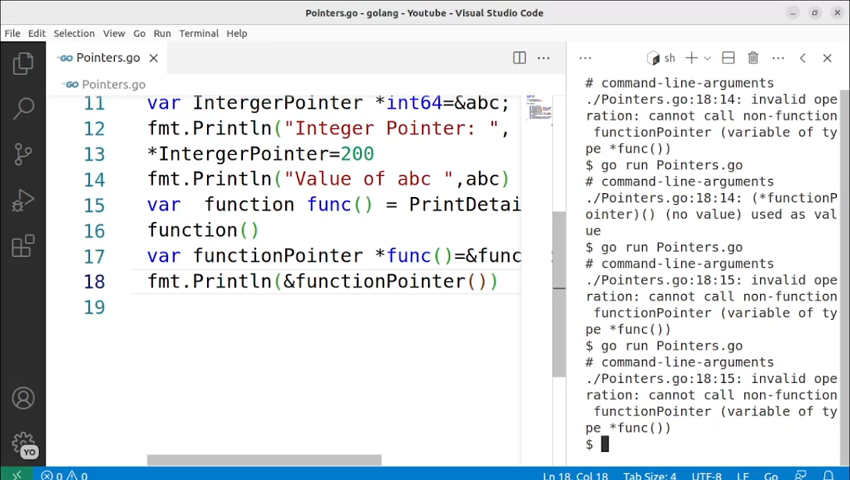 Pointers.go - golang - Youtube - Visual Studio Code
File Edit Selection View Go Run Terminal Help
Pointers.go
Pointers.go
11 var IntergerPointer *int64=&abc;
12 fmt.Println("Integer Pointer: ",
13 *IntergerPointer=200
14 fmt.Println("Value of abc ",abc)
15 var  function func() = PrintDetai
16 function()
17 var functionPointer *func()=&func
18 fmt.Println(&functionPointer())
19
sh
# command-line-arguments
./Pointers.go:18:14: invalid ope
ration: cannot call non-function
 functionPointer (variable of ty
pe *func())
$ go run Pointers.go
# command-line-arguments
./Pointers.go:18:14: (*functionP
ointer)() (no value) used as val
ue
$ go run Pointers.go
# command-line-arguments
./Pointers.go:18:15: invalid ope
ration: cannot call non-function
 functionPointer (variable of ty
pe *func())
$ go run Pointers.go
# command-line-arguments
./Pointers.go:18:15: invalid ope
ration: cannot call non-function
 functionPointer (variable of ty
pe *func())
$
YO
0 0 Ln 18, Col 18 Tab Size: 4 UTF-8 LF Go